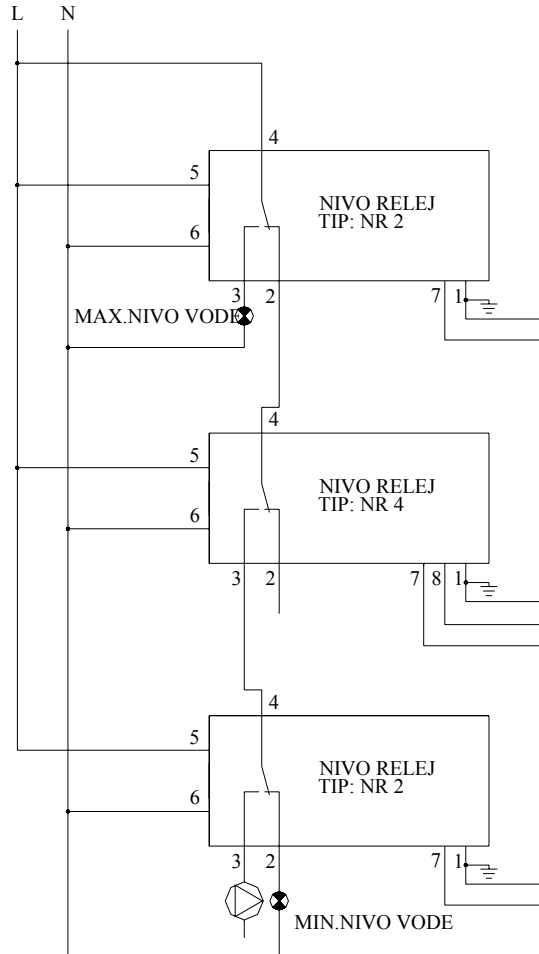 L N
4
5
NIVO RELEJ
TIP: NR 2
6
3 2 7 1
MAX.NIVO VODE
4
5
NIVO RELEJ
TIP: NR 4
6
3 2 7 8 1
4
5
NIVO RELEJ
TIP: NR 2
6
3 2 7 1
MIN.NIVO VODE